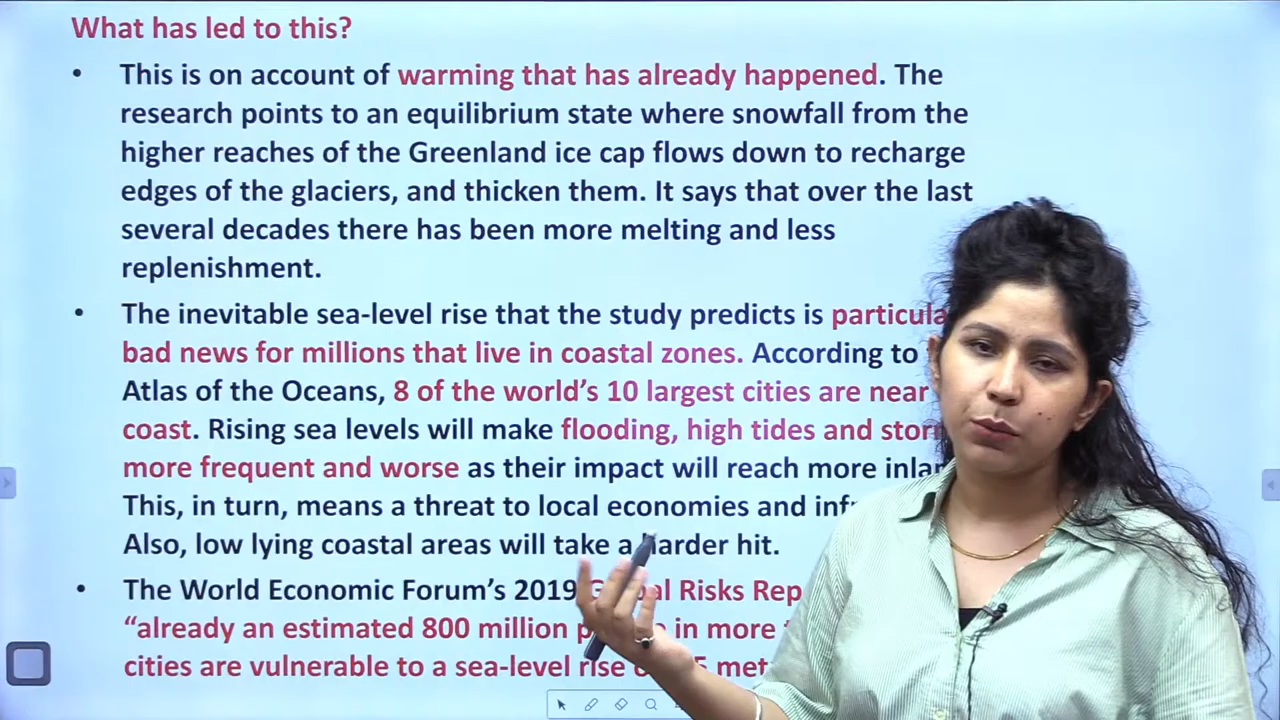 What has led to this?
• This is on account of warming that has already happened. The
research points to an equilibrium state where snowfall from the
higher reaches of the Greenland ice cap flows down to recharge
edges of the glaciers, and thicken them. It says that over the last
several decades there has been more melting and less
replenishment.
• The inevitable sea-level rise that the study predicts is
bad news for millions that live in coastal zones. According to
Atlas of the Oceans, 8 of the world’s 10 largest cities are near
coast. Rising sea levels will make flooding, high tides and
more frequent and worse as their impact will reach more
This, in turn, means a threat to local economies and
Also, low lying coastal areas will take a harder hit.
• The World Economic Forum’s 2019 Global Risks
“already an estimated 800 million in more
cities are vulnerable to a sea-level rise